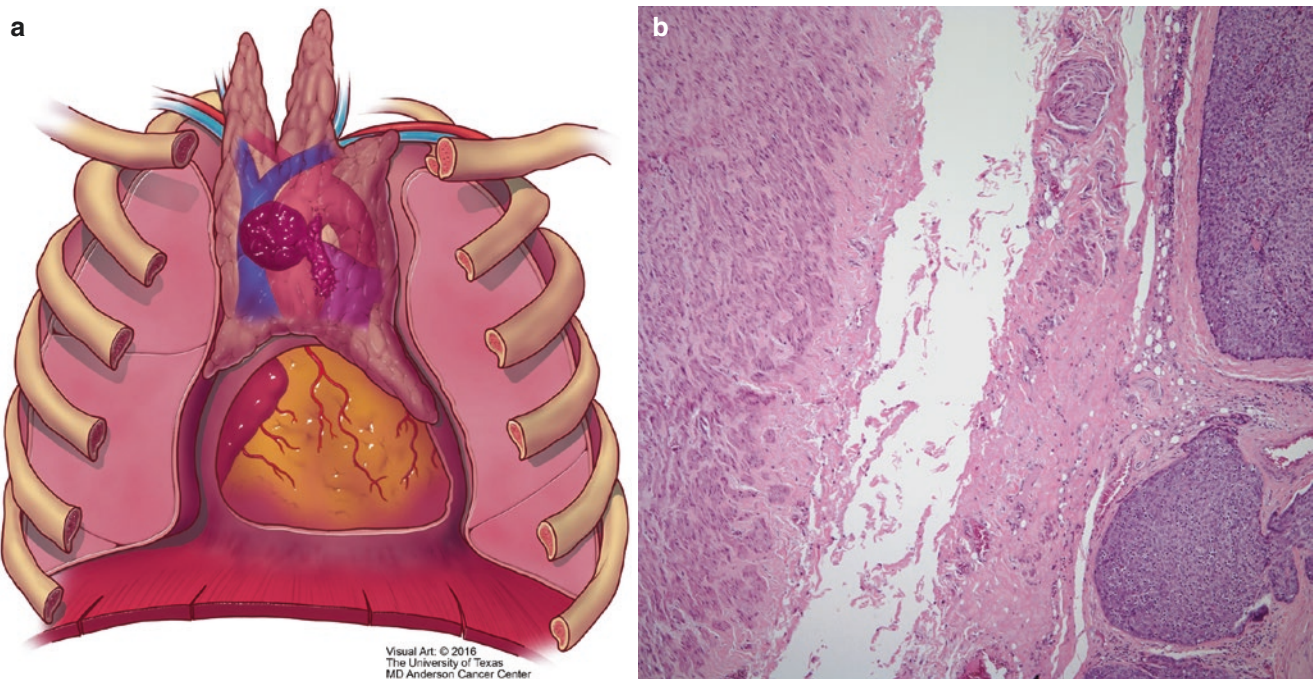 a
b
Visual Art: © 2016
The University of Texas
MD Anderson Cancer Center